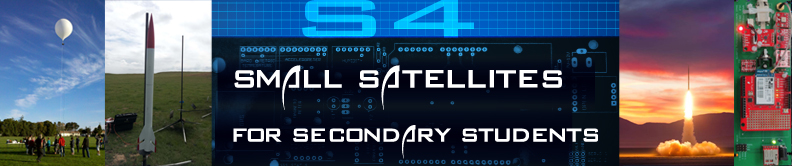 S4
SMALL SATELLITES
FOR SECONDARY STUDENTS